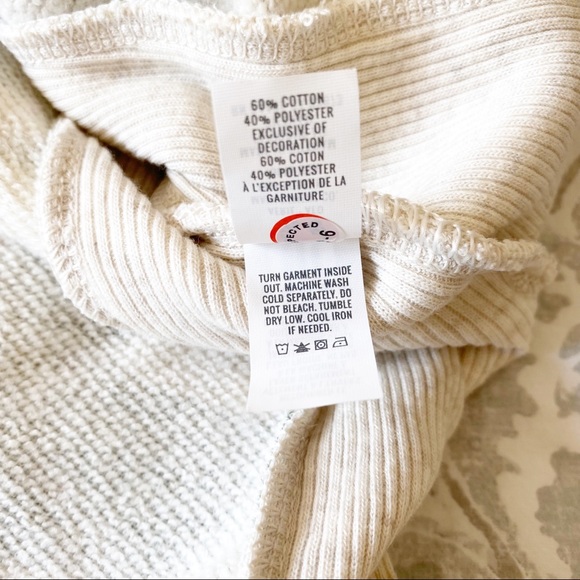 60% COTTON
40% POLYESTER
EXCLUSIVE OF
DECORATION
60% COTON
40% POLYESTER
À L'EXCEPTION DE LA
GARNITURE
PECTED
TURN GARMENT INSIDE
OUT. MACHINE WASH
COLD SEPARATELY. DO
NOT BLEACH. TUMBLE
DRY LOW. COOL IRON
IF NEEDED.